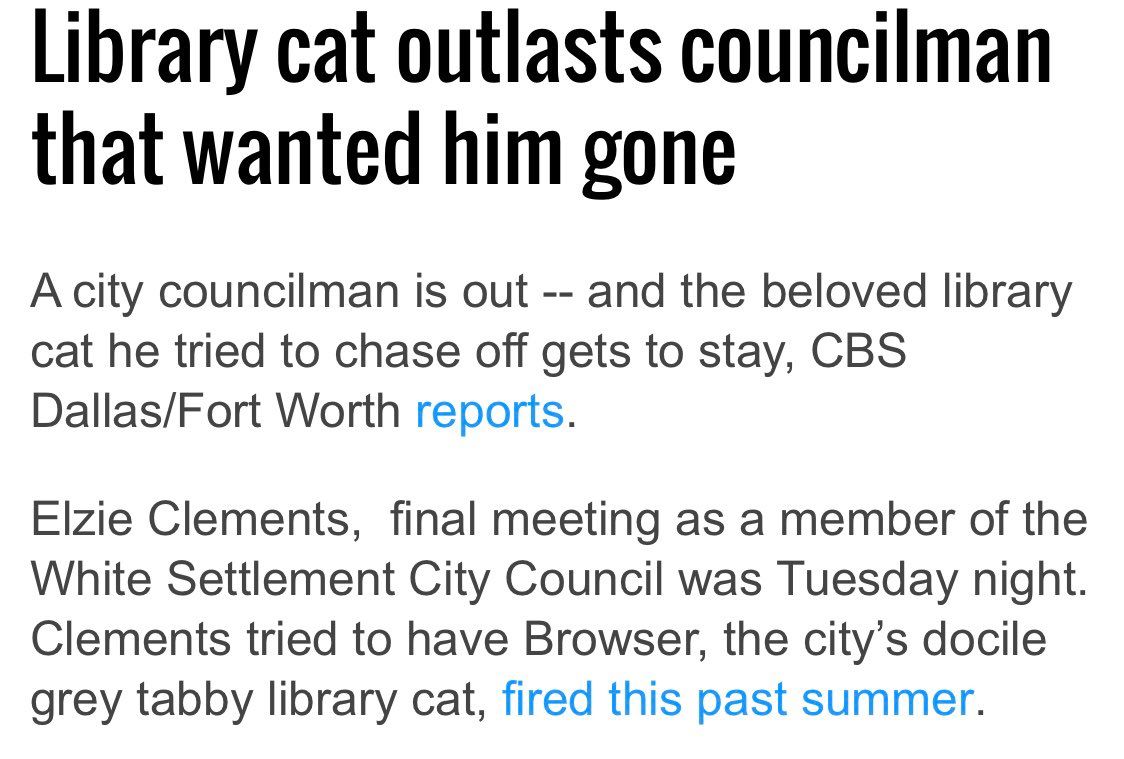 Library cat outlasts councilman
that wanted him gone
A city councilman is out -- and the beloved library
cat he tried to chase off gets to stay, CBS
Dallas/Fort Worth reports.
Elzie Clements,  final meeting as a member of the
White Settlement City Council was Tuesday night.
Clements tried to have Browser, the city’s docile
grey tabby library cat, fired this past summer.